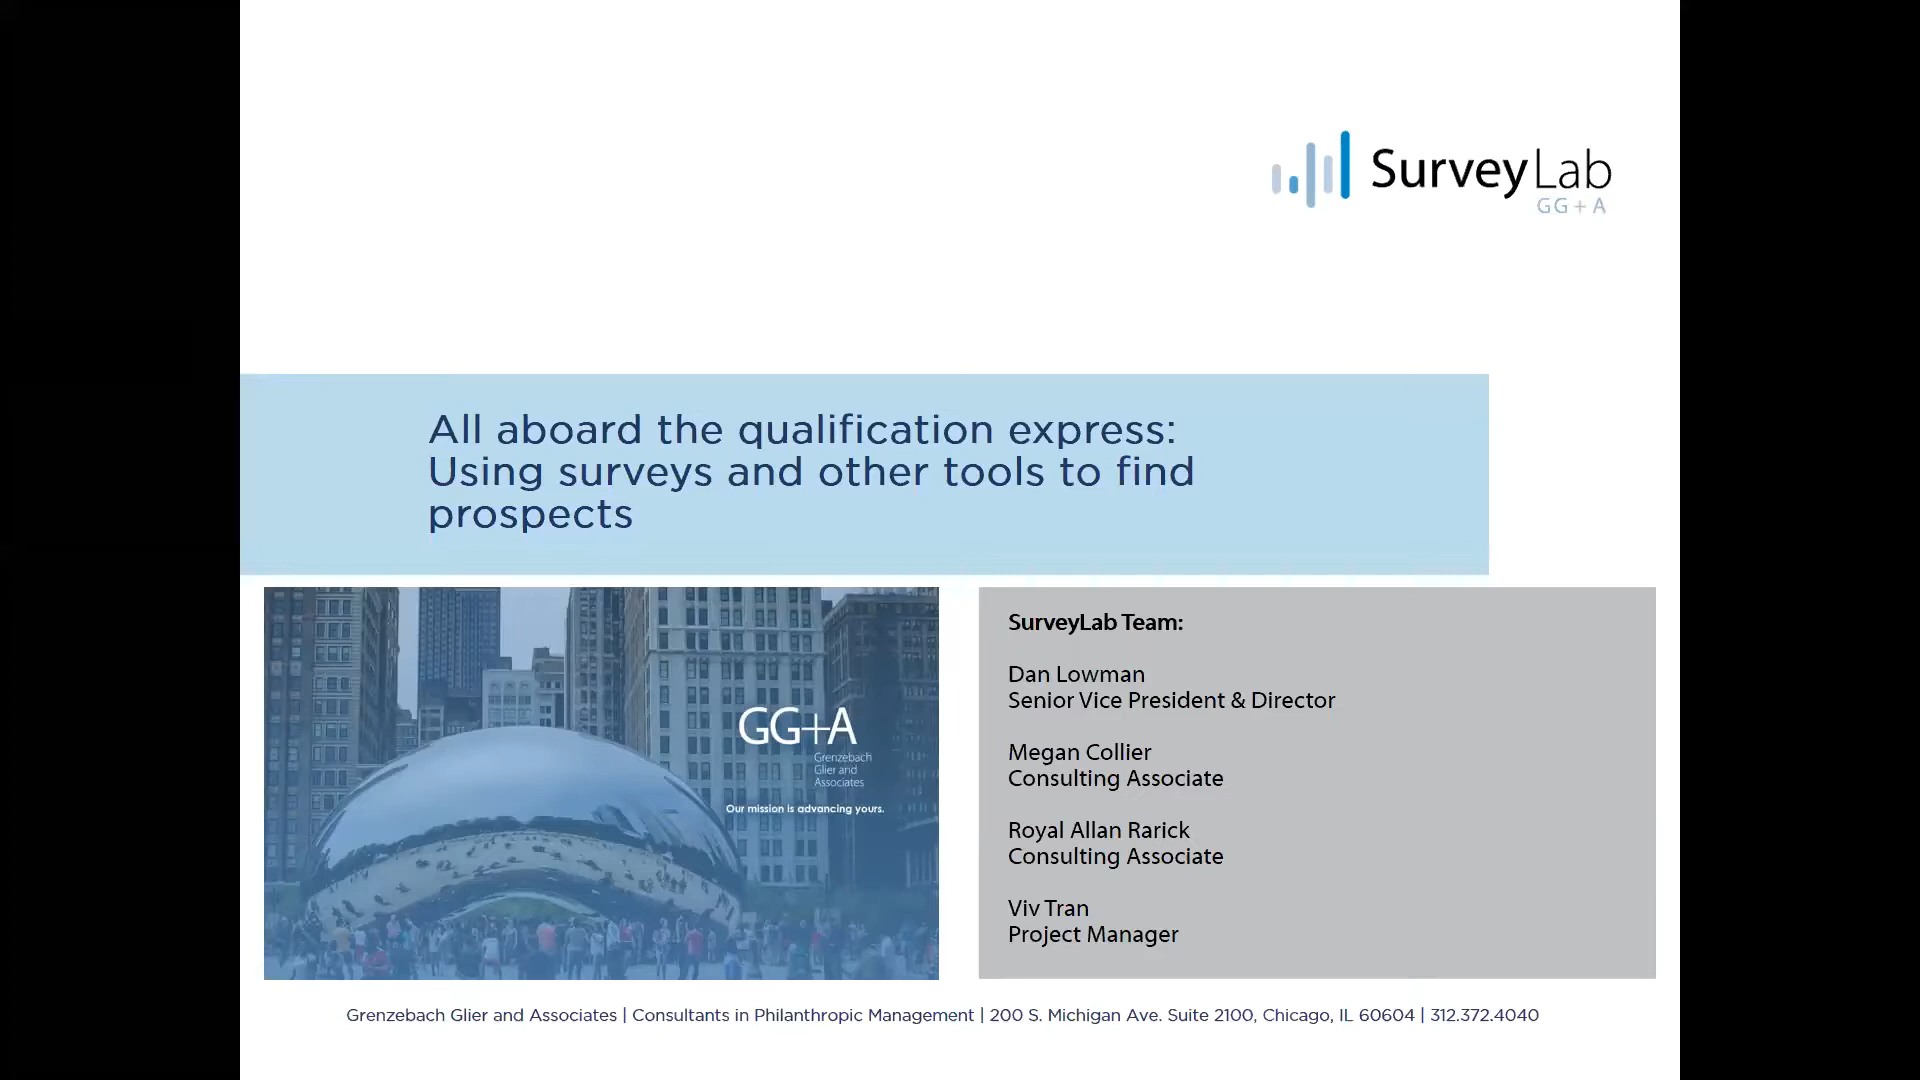 SurveyLab
GG+A
All aboard the qualification express:
Using surveys and other tools to find
prospects
GG+A
Grenzebach
Glier and
Associates
Our mission is advancing yours.
SurveyLab Team:
Dan Lowman
Senior Vice President & Director
Megan Collier
Consulting Associate
Royal Allan Rarick
Consulting Associate
Viv Tran
Project Manager
Grenzebach Glier and Associates | Consultants in Philanthropic Management | 200 S. Michigan Ave. Suite 2100, Chicago, IL 60604 | 312.372.4040